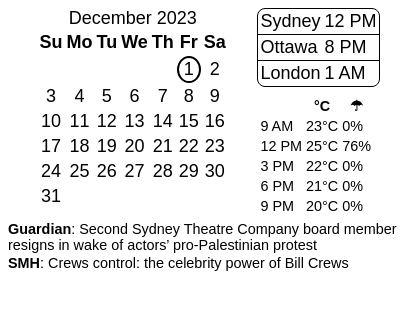 December 2023
Su Mo Tu We Th Fr Sa
1 2
3 4 5 6 7 8 9
10 11 12 13 14 15 16
17 18 19 20 21 22 23
24 25 26 27 28 29 30
31
Sydney 12 PM
Ottawa 8 PM
London 1 AM
°C ☂
9 AM 23°C 0%
12 PM 25°C 76%
3 PM 22°C 0%
6 PM 21°C 0%
9 PM 20°C 0%
Guardian: Second Sydney Theatre Company board member
resigns in wake of actors’ pro-Palestinian protest
SMH: Crews control: the celebrity power of Bill Crews